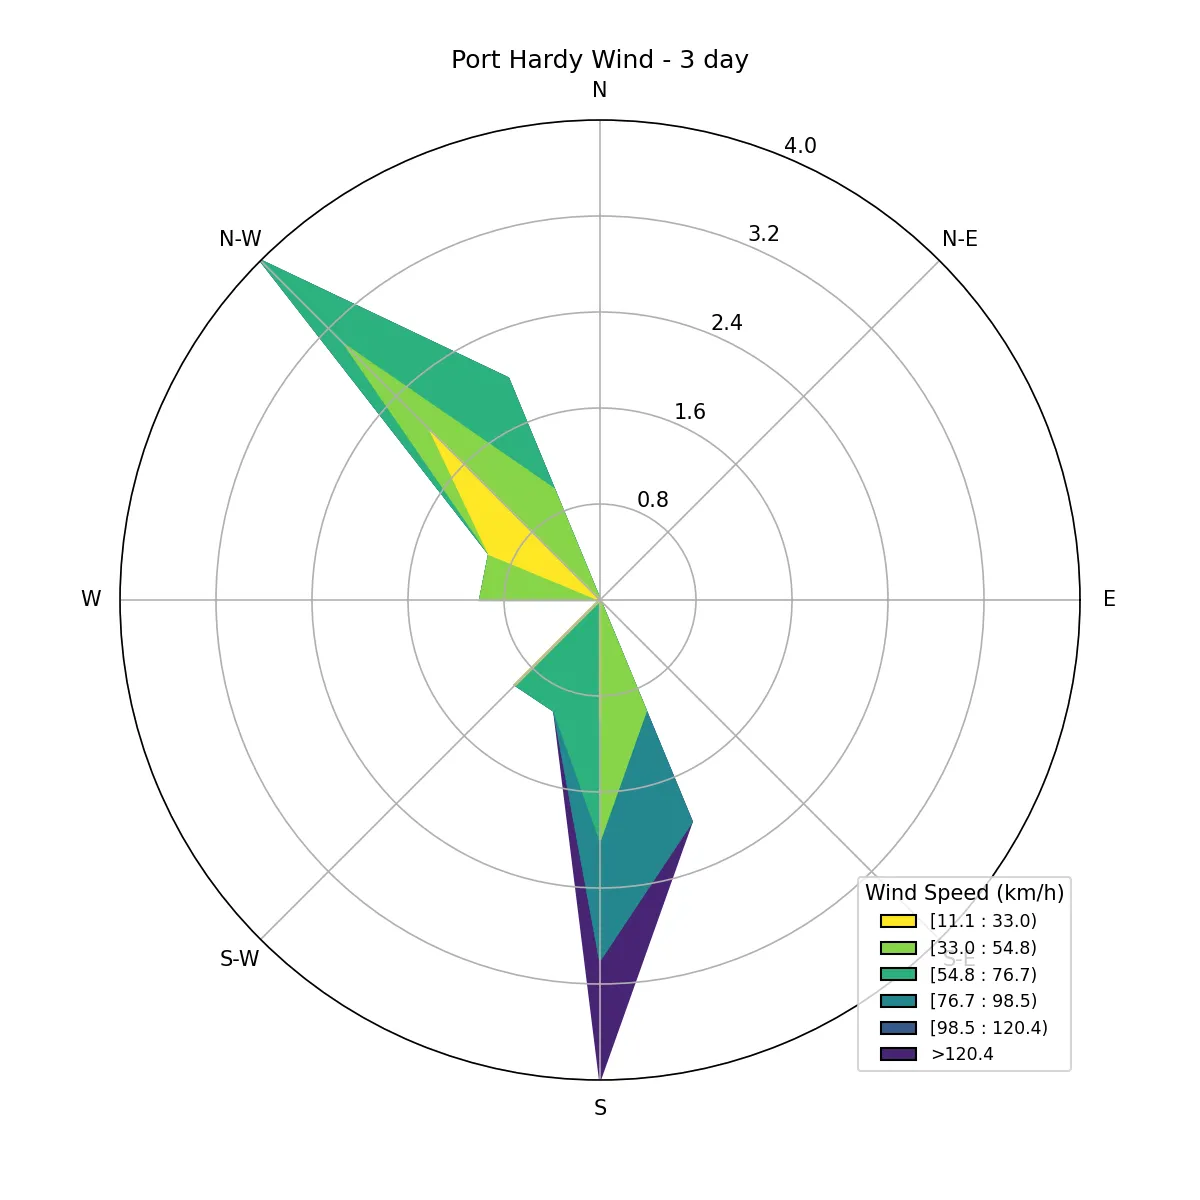 Port Hardy Wind - 3 day
N
4.0
N-W
3.2
N-E
2.4
1.6
0.8
W
E
Wind Speed (km/h)
[11.1 : 33.0)
[33.0 : 54.8)
S-W
S-E
[54.8 : 76.7)
[76.7 : 98.5)
[98.5 : 120.4)
>120.4
S